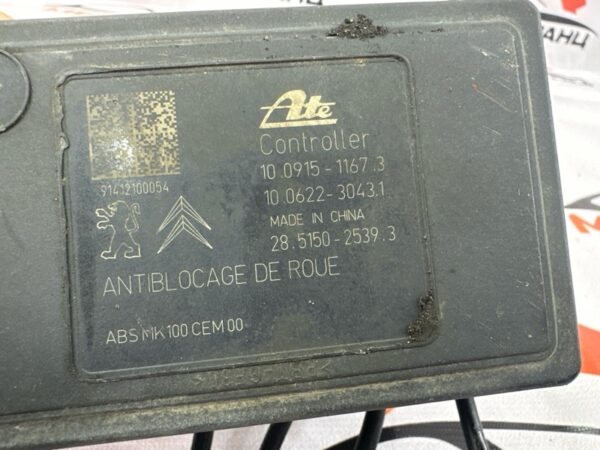 Ate
Controller
10.0915-1167.3
10.0622-3043.1
MADE IN CHINA
28.5150-2539.3
91412100054
ANTIBLOCAGE DE ROUE
ABS MK100 CEM 00